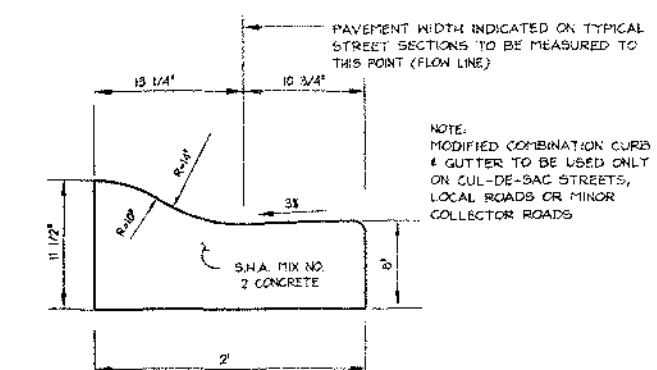 PAVEMENT WIDTH INDICATED ON TYPICAL
STREET SECTIONS TO BE MEASURED TO
THIS POINT (FLOW LINE)
13 1/4"
10 3/4"
NOTE:
MODIFIED COMBINATION CURB
& GUTTER TO BE USED ONLY
ON CUL-DE-SAC STREETS,
LOCAL ROADS OR MINOR
COLLECTOR ROADS
R=14"
R=10"
3%
11 1/2"
S.H.A. MIX NO.
2 CONCRETE
8"
2'